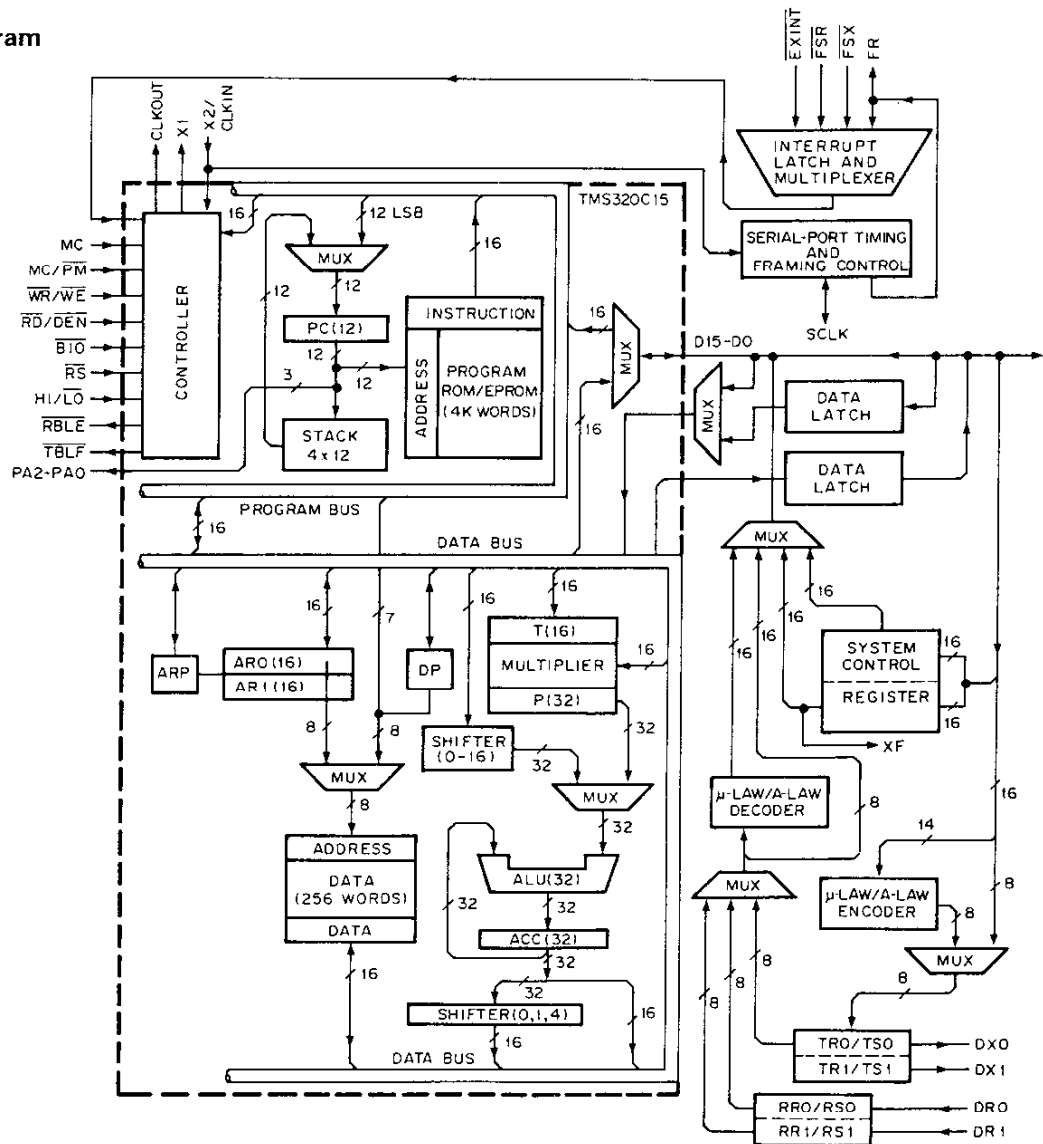 ram
EXINT
FSR
FSX
FR
CLKOUT
X1
X2/
CLKIN
INTERRUPT
LATCH AND
MULTIPLEXER
TMS320C15
16
12 LSB
16
MC
MC/PM
WR/WE
RD/DEN
BIO
RS
HI/LO
RBLE
TBLF
PA2-PA0
CONTROLLER
MUX
12
12
PC(12)
12
12
3
STACK
4x12
INSTRUCTION
ADDRESS
PROGRAM
ROM/EPROM
(4K WORDS)
SERIAL-PORT TIMING
AND
FRAMING CONTROL
SCLK
16
MUX
D15-D0
16
MUX
DATA
LATCH
DATA
LATCH
PROGRAM BUS
16
DATA BUS
MUX
16
7
16
16
16
16
16
16
ARP
AR0(16)
AR1(16)
DP
T(16)
MULTIPLIER
P(32)
16
SYSTEM
CONTROL
REGISTER
16
16
XF
8
8
SHIFTER
(0-16)
32
32
MUX
8
MUX
32
μ-LAW/A-LAW
DECODER
8
16
14
ADDRESS
DATA
(256 WORDS)
DATA
16
ALU(32)
32
32
ACC(32)
32
32
SHIFTER(0,1,4)
16
16
DATA BUS
MUX
8
8
8
μ-LAW/A-LAW
ENCODER
8
8
MUX
8
TR0/TS0
TR1/TS1
DX0
DX1
RR0/RS0
RR1/RS1
DR0
DR1